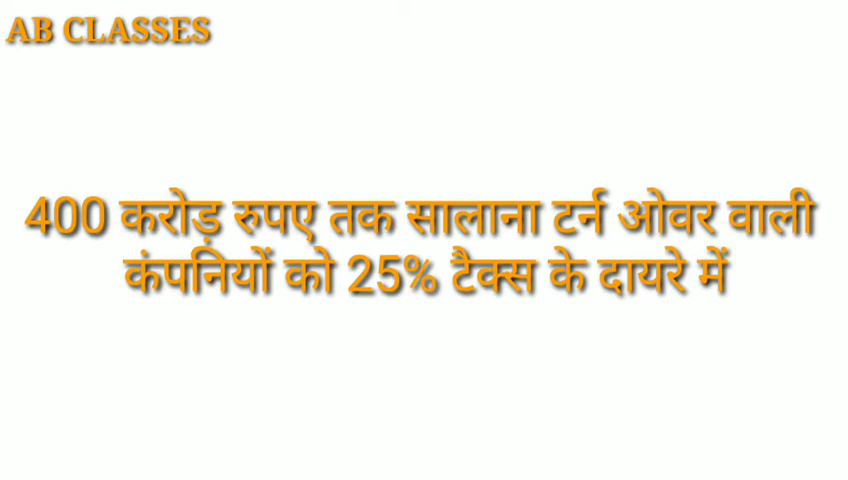 AB CLASSES
400 करोड़ रुपए तक सालाना टर्न ओवर वाली
कंपनियों को 25% टैक्स के दायरे में